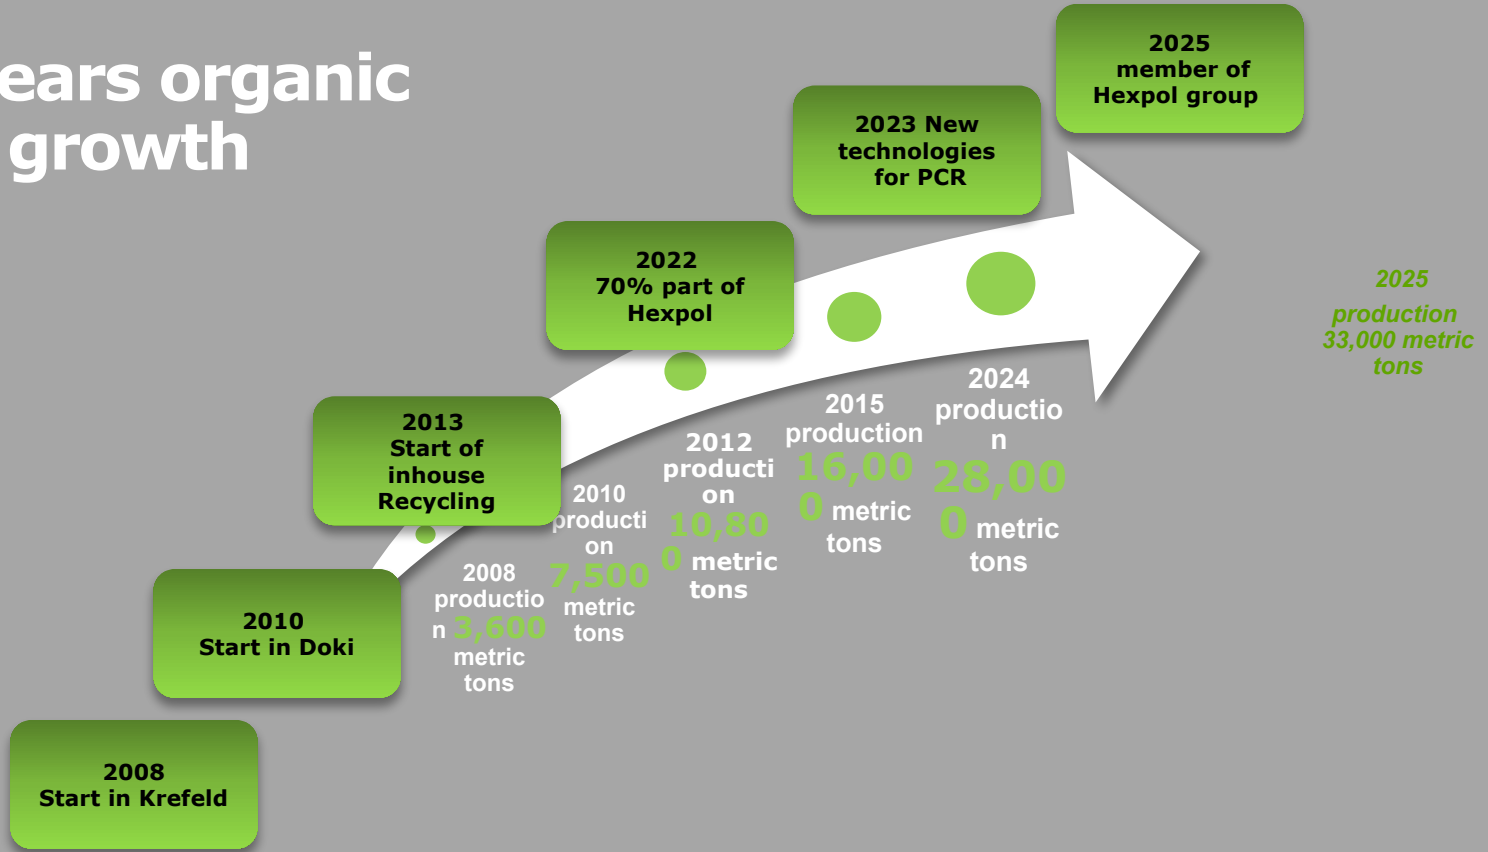 ears organic
growth
2025
member of
Hexpol group
2023 New
technologies
for PCR
2022
70% part of
Hexpol
2013
Start of
inhouse
Recycling
2010
Start in Doki
2008
Start in Krefeld
2008
productio
n 3,600
metric
tons
2010
producti
on
7,500
metric
tons
2012
producti
on
10,80
0 metric
tons
2015
production
16,00
0 metric
tons
2024
productio
n
28,00
0 metric
tons
2025
production
33,000 metric
tons